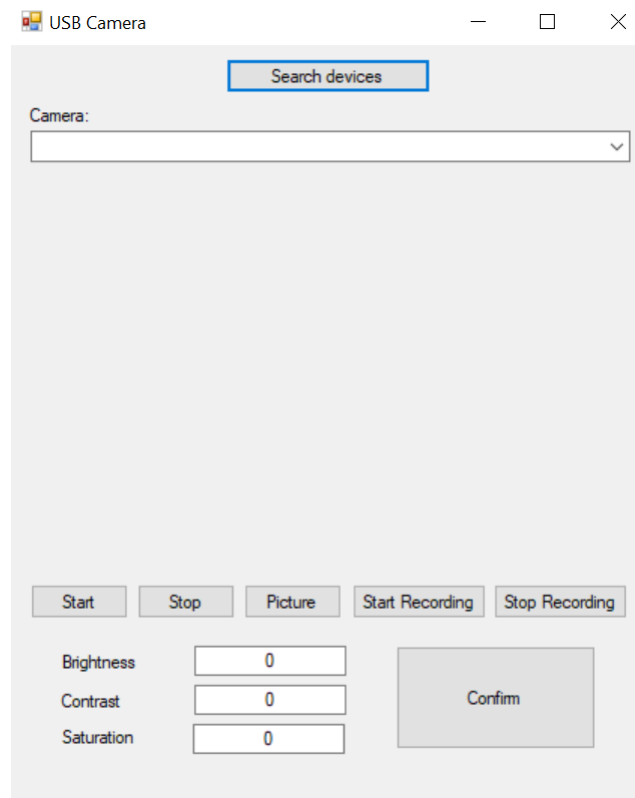 USB Camera
Search devices
Camera:
Start Stop Picture Start Recording Stop Recording
Brightness 0
Contrast 0
Confirm
Saturation 0